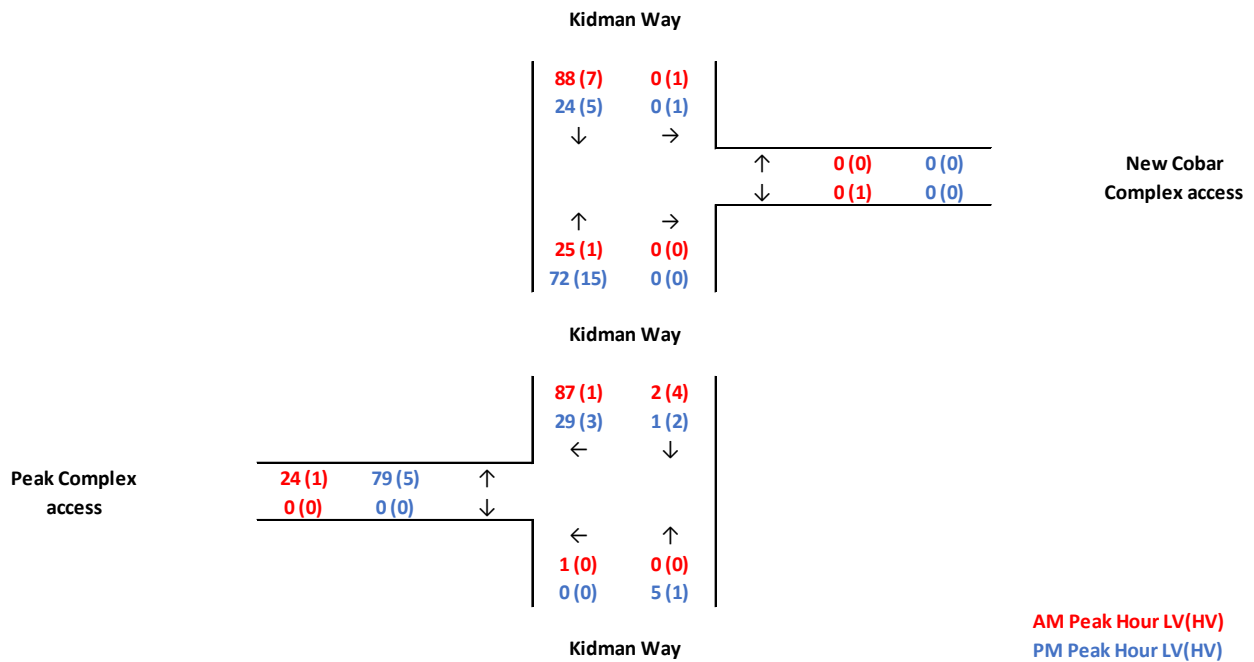 Kidman Way
88 (7) 0 (1)
24 (5) 0 (1)
↓ →
↑ 0 (0) 0 (0)
↓ 0 (1) 0 (0)
New Cobar
Complex access
↑ →
25 (1) 0 (0)
72 (15) 0 (0)
Kidman Way
87 (1) 2 (4)
29 (3) 1 (2)
← ↓
Peak Complex
access
24 (1) 79 (5) ↑
0 (0) 0 (0) ↓
← ↑
1 (0) 0 (0)
0 (0) 5 (1)
Kidman Way
AM Peak Hour LV(HV)
PM Peak Hour LV(HV)